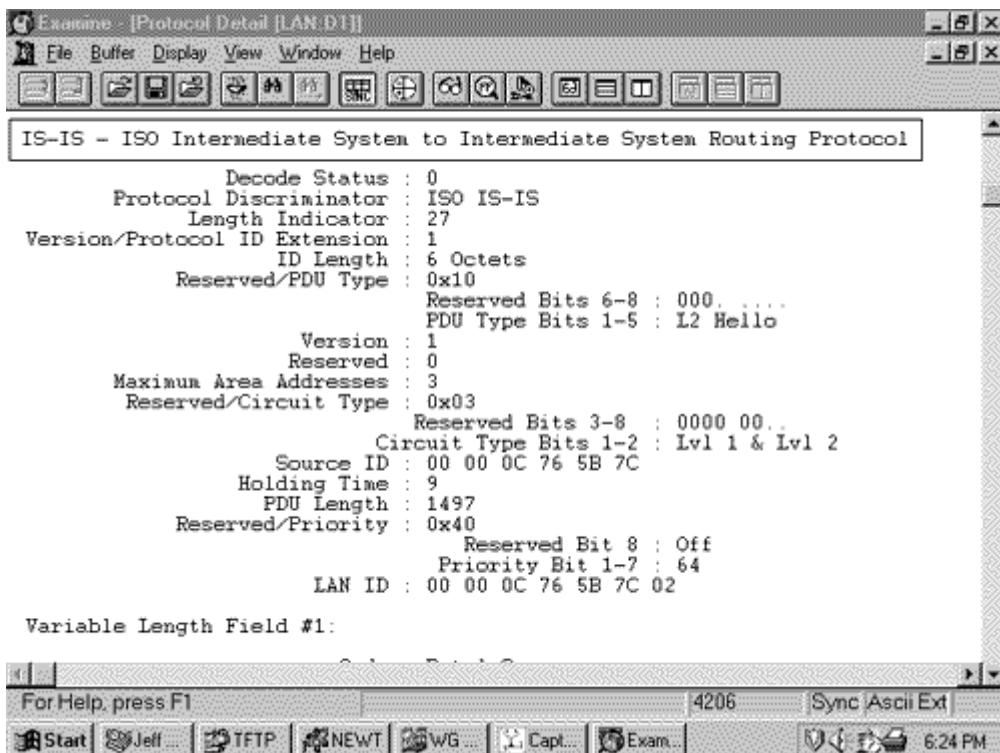 Examine - [Protocol Detail [LAN:D1]]
File Buffer Display View Window Help
SYNC
IS-IS - ISO Intermediate System to Intermediate System Routing Protocol
Decode Status : 0
Protocol Discriminator : ISO IS-IS
Length Indicator : 27
Version/Protocol ID Extension : 1
ID Length : 6 Octets
Reserved/PDU Type : 0x10
Reserved Bits 6-8 : 000. ....
PDU Type Bits 1-5 : L2 Hello
Version : 1
Reserved : 0
Maximum Area Addresses : 3
Reserved/Circuit Type : 0x03
Reserved Bits 3-8 : 0000 00..
Circuit Type Bits 1-2 : Lvl 1 & Lvl 2
Source ID : 00 00 0C 76 5B 7C
Holding Time : 9
PDU Length : 1497
Reserved/Priority : 0x40
Reserved Bit 8 : Off
Priority Bit 1-7 : 64
LAN ID : 00 00 0C 76 5B 7C 02
Variable Length Field #1:
For Help, press F1 4206 Sync Ascii Ext
Start Jeff ... TFTP NEWT WG ... Capt... Exam... 6:24 PM